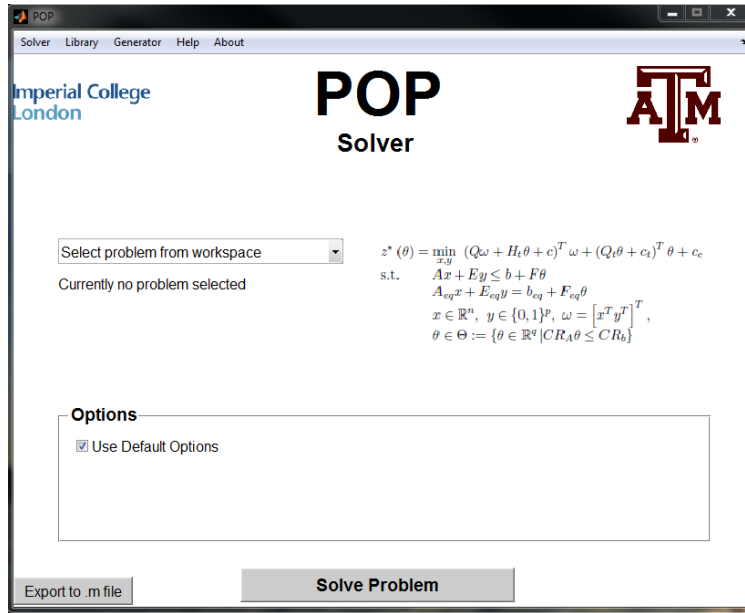 POP
Solver Library Generator Help About
Imperial College
London
POP
Solver
ATM
Select problem from workspace
Currently no problem selected
z* (θ) = min (Qω + H_tθ + c)^T ω + (Q_tθ + c_t)^T θ + c_c
x,y
s.t. Ax + Ey ≤ b + Fθ
A_eq x + E_eq y = b_eq + F_eq θ
x ∈ ℝ^n, y ∈ {0, 1}^p, ω = [x^T y^T]^T,
θ ∈ Θ := {θ ∈ ℝ^q | CR_A θ ≤ CR_b}
Options
Use Default Options
Export to .m file
Solve Problem